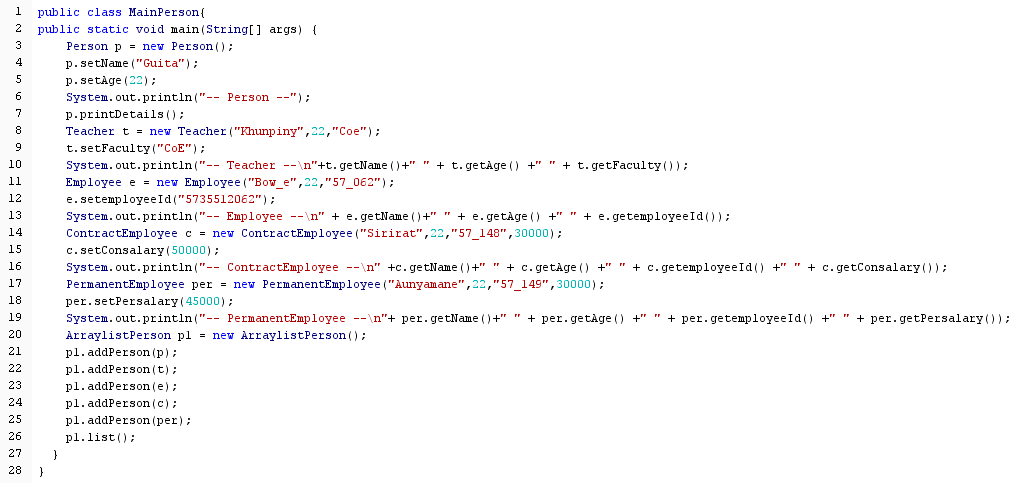 1 public class MainPerson{
2 public static void main(String[] args) {
3 Person p = new Person();
4 p.setName("Guita");
5 p.setAge(22);
6 System.out.println("-- Person --");
7 p.printDetails();
8 Teacher t = new Teacher("Khunpiny",22,"Coe");
9 t.setFaculty("CoE");
10 System.out.println("-- Teacher --\n"+t.getName()+" " + t.getAge() +" " + t.getFaculty());
11 Employee e = new Employee("Bow_e",22,"57_062");
12 e.setemployeeId("5735512062");
13 System.out.println("-- Employee --\n" + e.getName()+" " + e.getAge() +" " + e.getemployeeId());
14 ContractEmployee c = new ContractEmployee("Sirirat",22,"57_148",30000);
15 c.setConsalary(50000);
16 System.out.println("-- ContractEmployee --\n" +c.getName()+" " + c.getAge() +" " + c.getemployeeId() +" " + c.getConsalary());
17 PermanentEmployee per = new PermanentEmployee("Aunyamane",22,"57_149",30000);
18 per.setPersalary(45000);
19 System.out.println("-- PermanentEmployee --\n"+ per.getName()+" " + per.getAge() +" " + per.getemployeeId() +" " + per.getPersalary());
20 ArraylistPerson pl = new ArraylistPerson();
21 pl.addPerson(p);
22 pl.addPerson(t);
23 pl.addPerson(e);
24 pl.addPerson(c);
25 pl.addPerson(per);
26 pl.list();
27 }
28 }